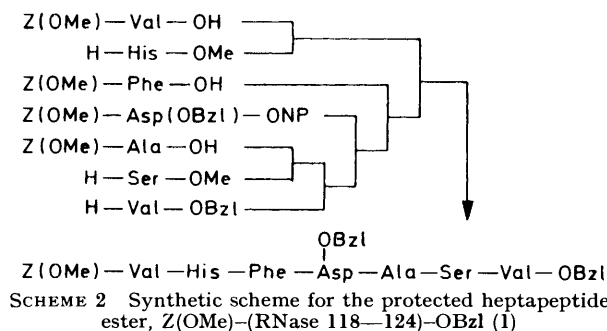 Z(OMe)—Val—OH
H—His—OMe
Z(OMe)—Phe—OH
Z(OMe)—Asp(OBzl)—ONP
Z(OMe)—Ala—OH
H—Ser—OMe
H—Val—OBzl
OBzl
Z(OMe)—Val—His—Phe—Asp—Ala—Ser—Val—OBzl
SCHEME 2 Synthetic scheme for the protected heptapeptide
ester, Z(OMe)–(RNase 118—124)–OBzl (1)